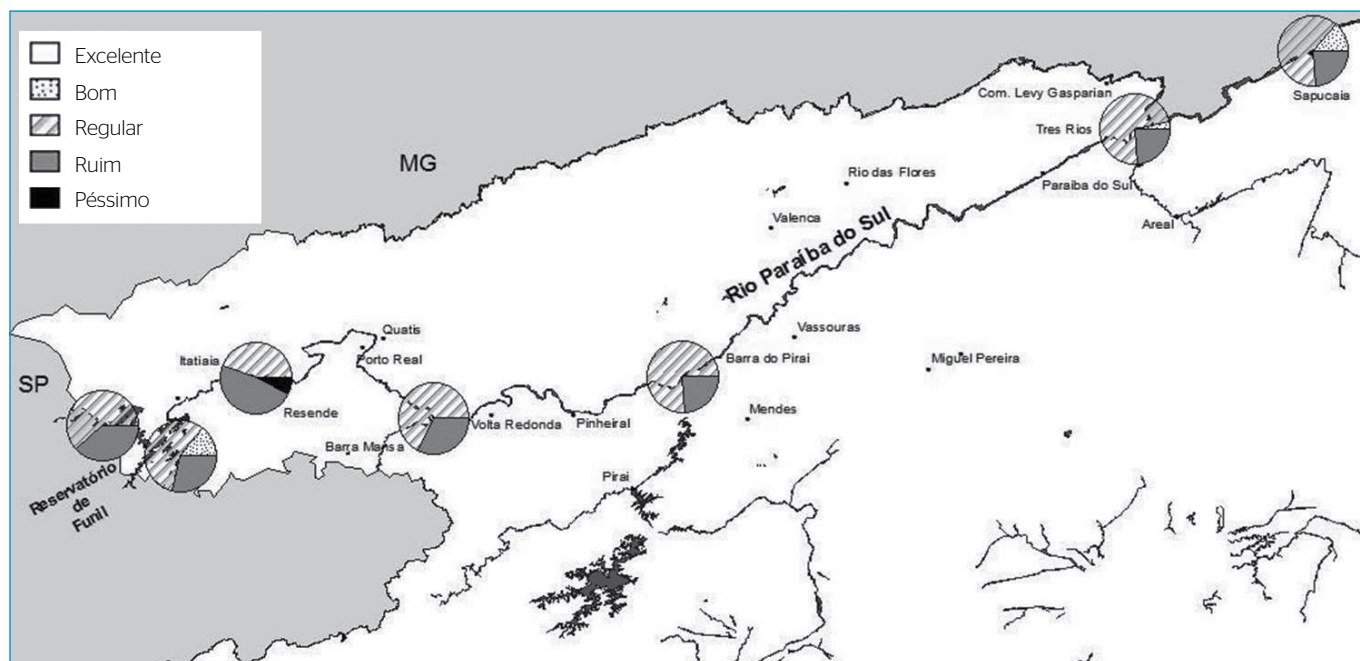 Excelente
Bom
Regular
Ruim
Péssimo
MG
SP
Sapucaia
Com. Levy Gasparian
Tres Rios
Paraiba do Sul
Areal
Rio das Flores
Valenca
Rio Paraíba do Sul
Vassouras
Miguel Pereira
Barra do Pirai
Mendes
Quatis
Porto Real
Itatiaia
Resende
Volta Redonda
Pinheiral
Barra Mansa
Pirai
Reservatório
de
Funil